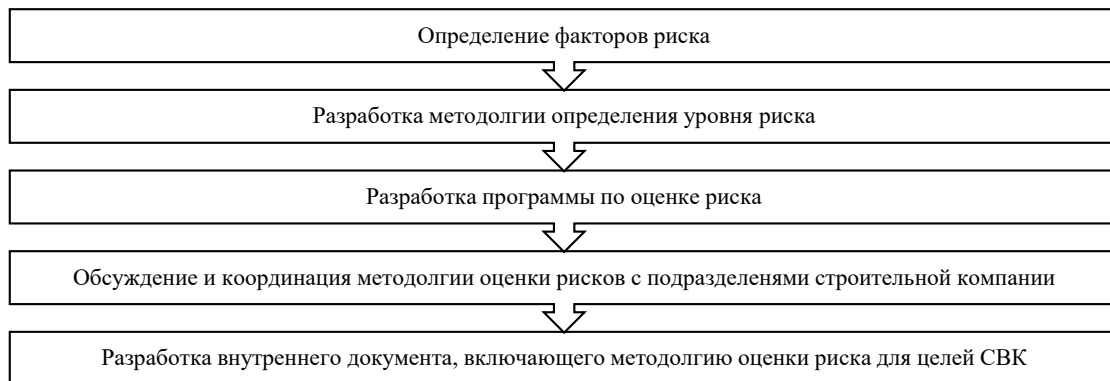 Определение факторов риска
Разработка методолгии определения уровня риска
Разработка программы по оценке риска
Обсуждение и координация методолгии оценки рисков с подразделенями строительной компании
Разработка внутреннего документа, включающего методолгию оценки риска для целей СВК